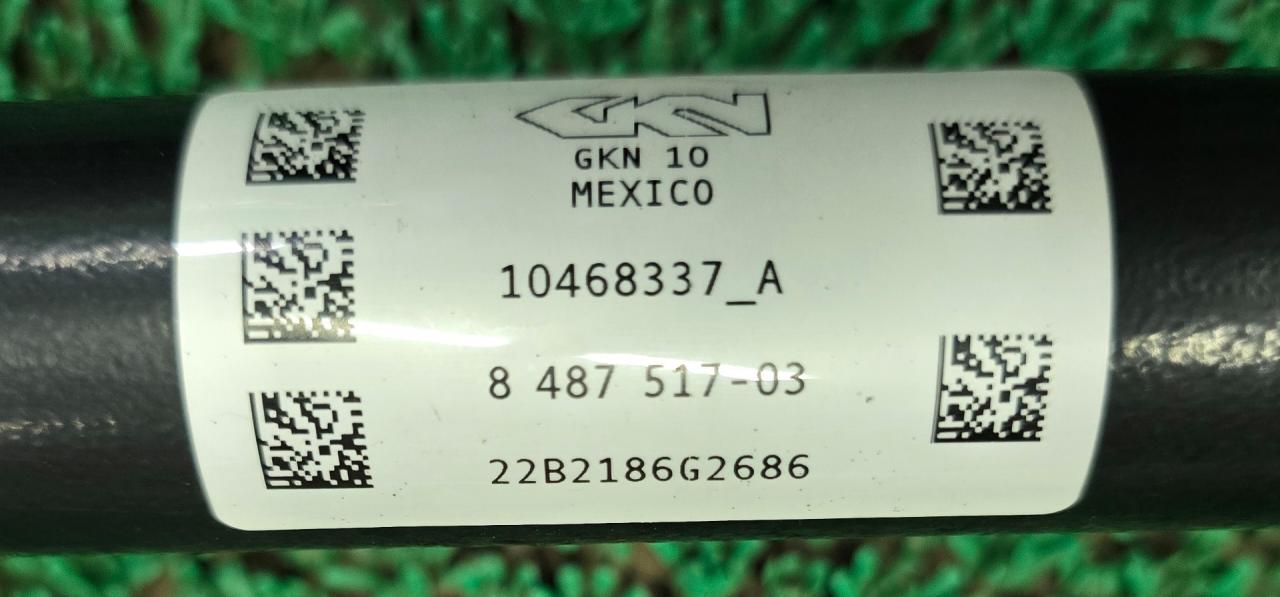 GKN
GKN 10
MEXICO
10468337_A
8 487 517-03
22B2186G2686